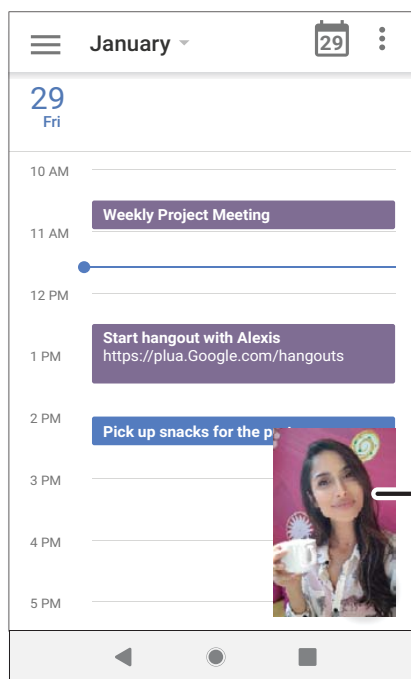 January
29
29
Fri
10 AM
Weekly Project Meeting
11 AM
12 PM
Start hangout with Alexis
https://plua.Google.com/hangouts
1 PM
2 PM
Pick up snacks for the
3 PM
4 PM
5 PM